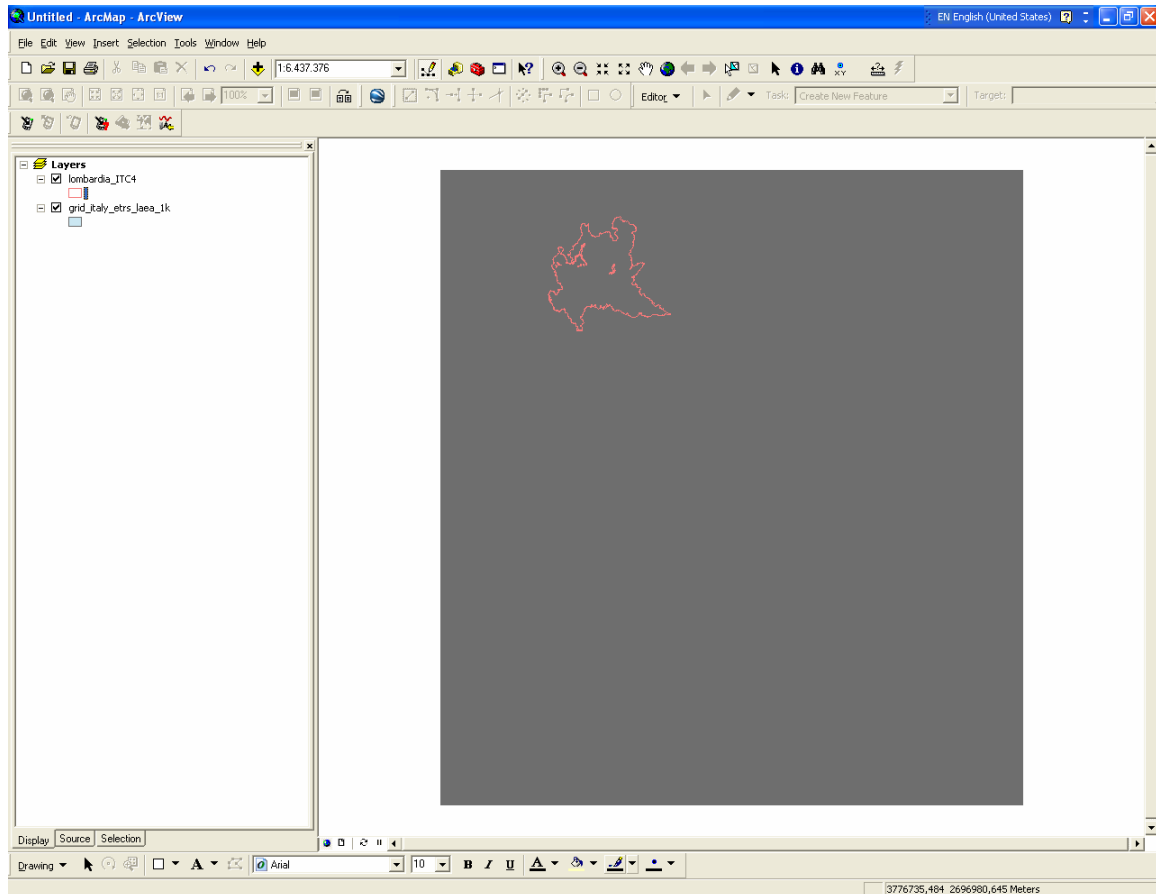 Untitled - ArcMap - ArcView
EN English (United States)
File Edit View Insert Selection Tools Window Help
1:6.437.376
100%
Editor
Task: Create New Feature
Target:
Layers
lombardia_ITC4
grid_italy_etrs_laea_1k
Display Source Selection
Drawing
A
Arial
10
B I U A
3776735,484 2696980,645 Meters